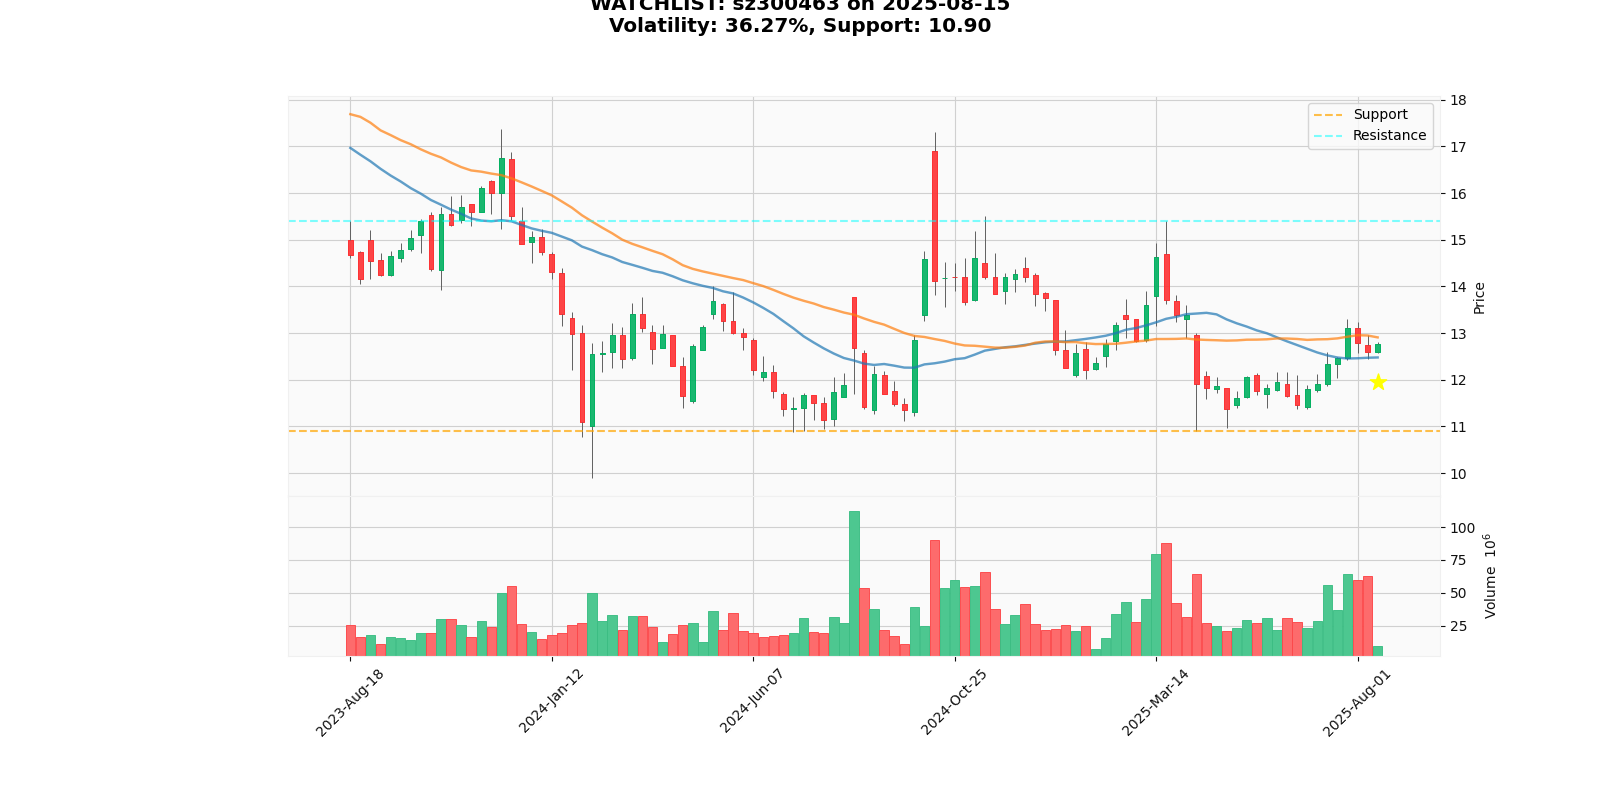 WATCHLIST: sz300463 on 2025-08-15
Volatility: 36.27%, Support: 10.90
Support
Resistance
18
17
16
15
14
13
12
11
10
Price
100
75
50
25
Volume 10^6
2023-Aug-18
2024-Jan-12
2024-Jun-07
2024-Oct-25
2025-Mar-14
2025-Aug-01